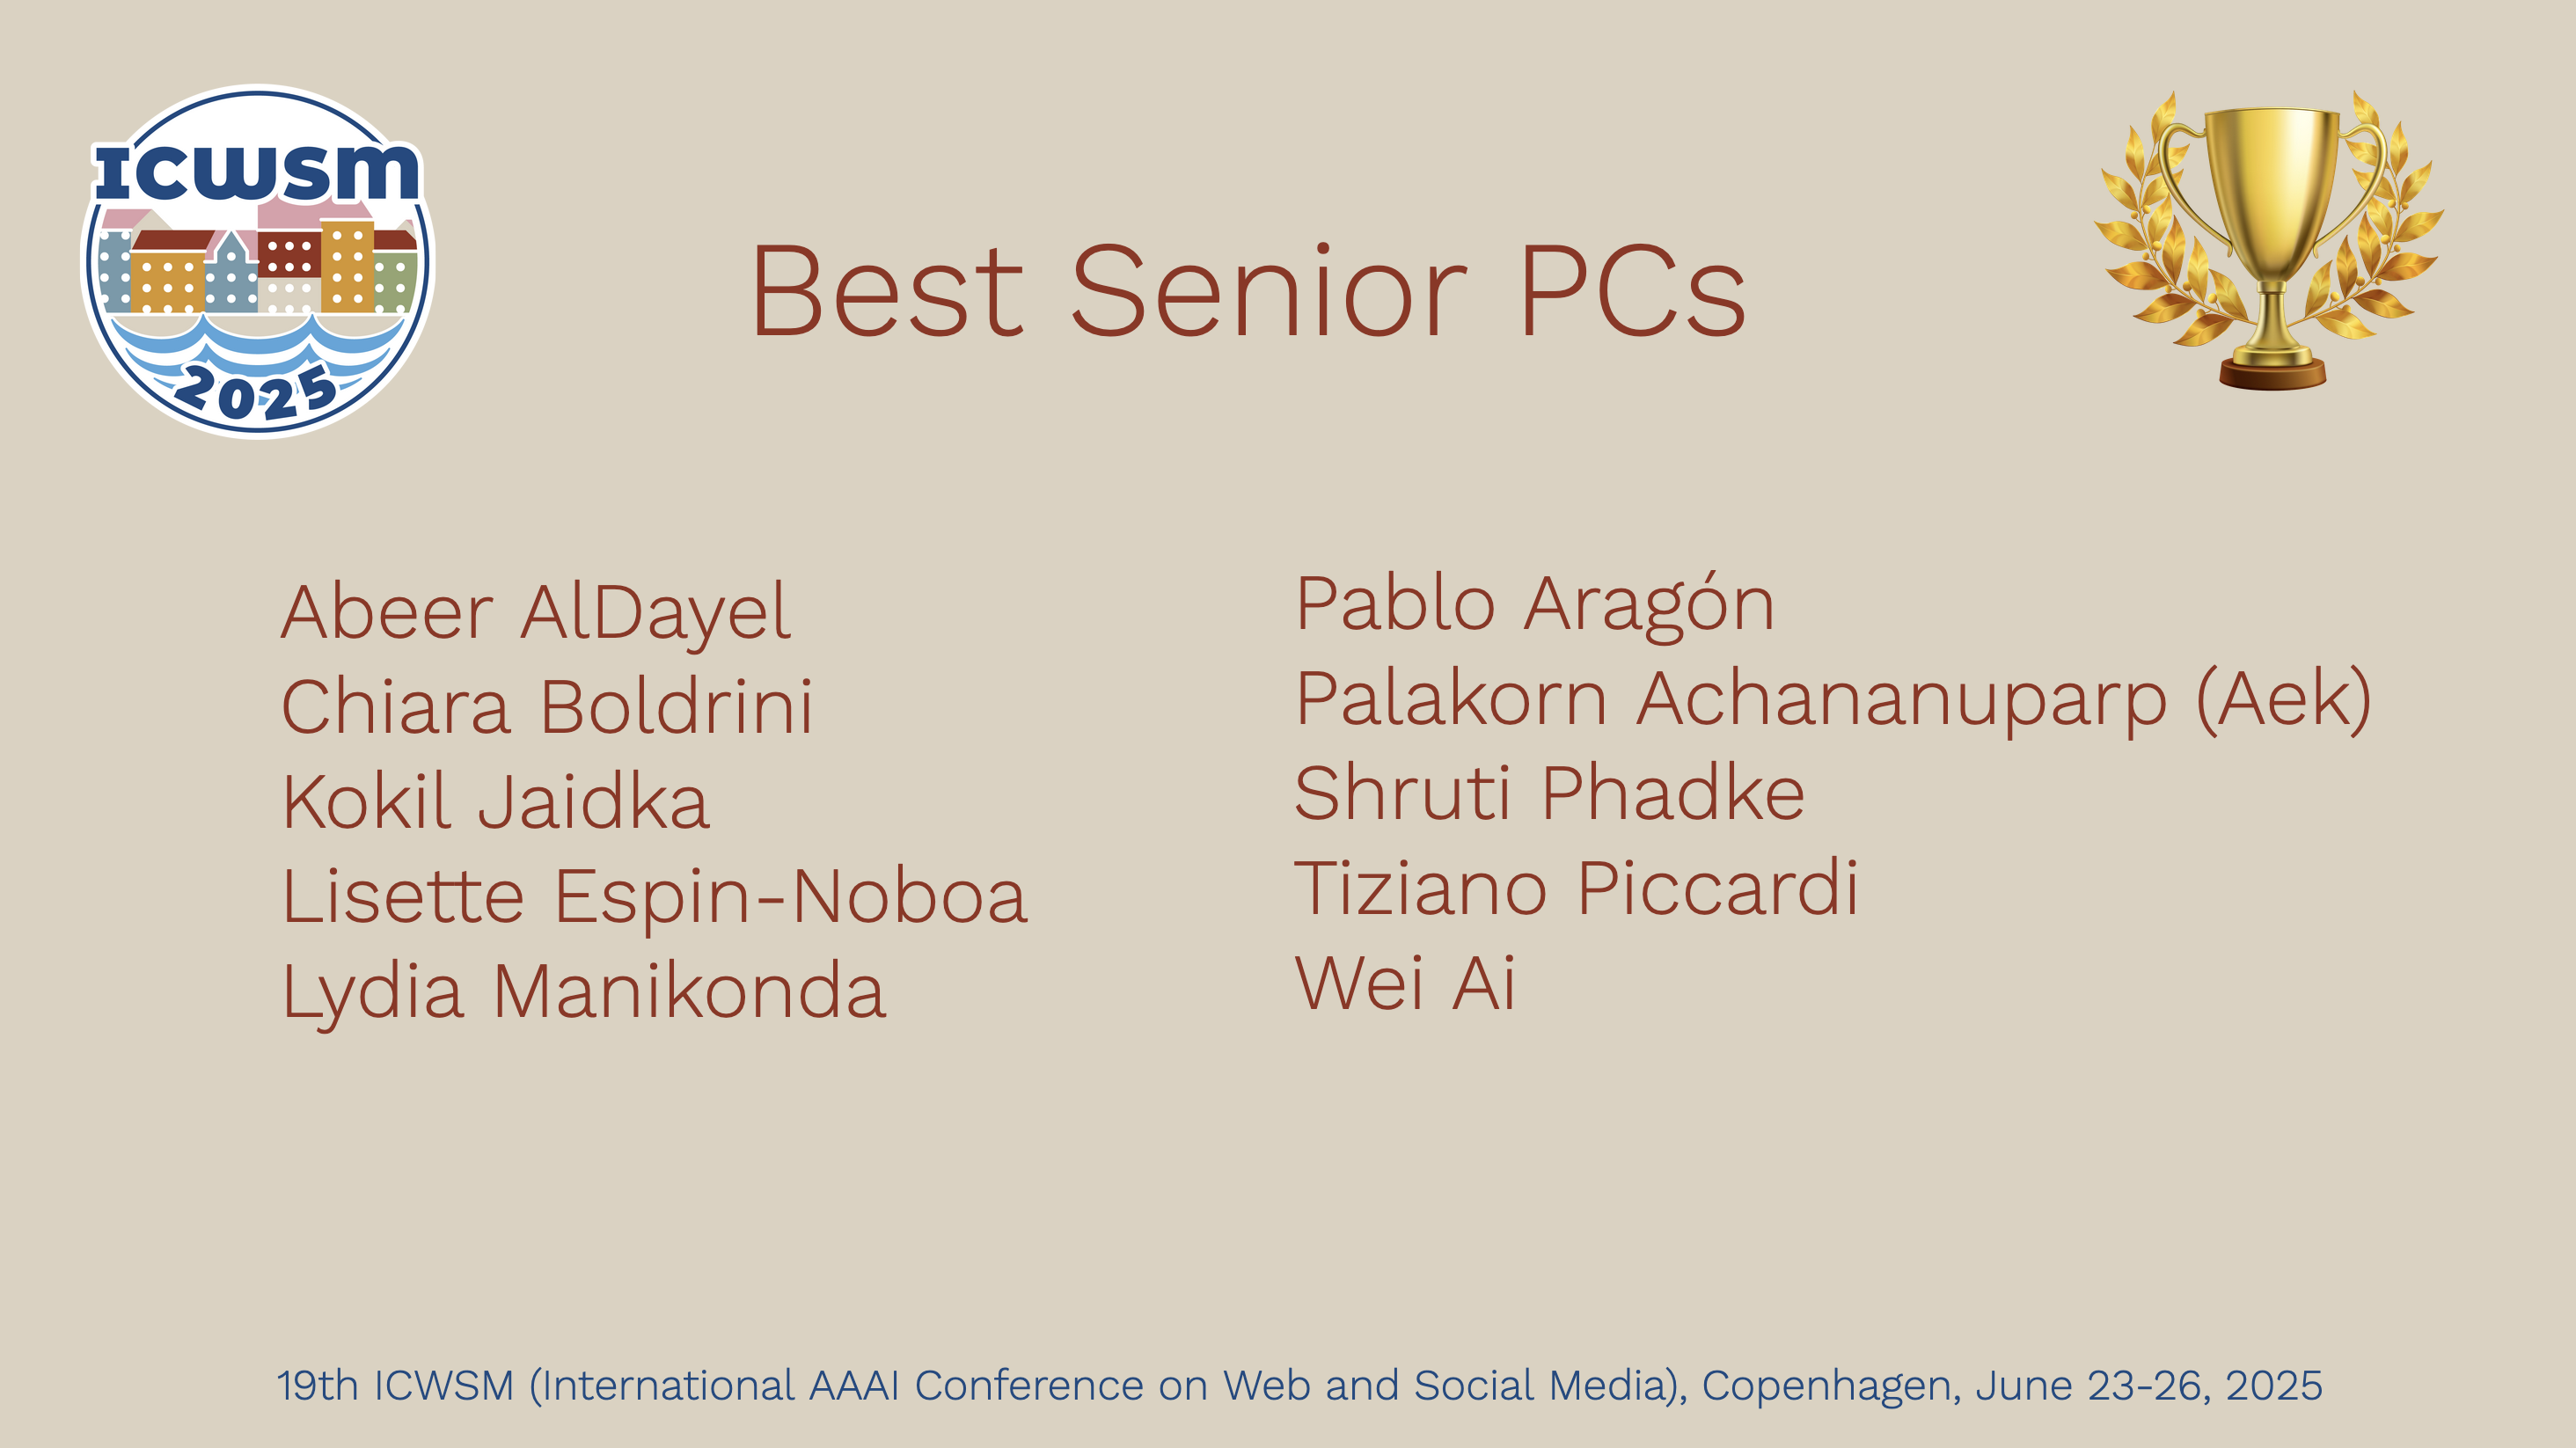 ICWSM
2025
Best Senior PCs
Abeer AlDayel
Chiara Boldrini
Kokil Jaidka
Lisette Espin-Noboa
Lydia Manikonda
Pablo Aragón
Palakorn Achananuparp (Aek)
Shruti Phadke
Tiziano Piccardi
Wei Ai
19th ICWSM (International AAAI Conference on Web and Social Media), Copenhagen, June 23-26, 2025